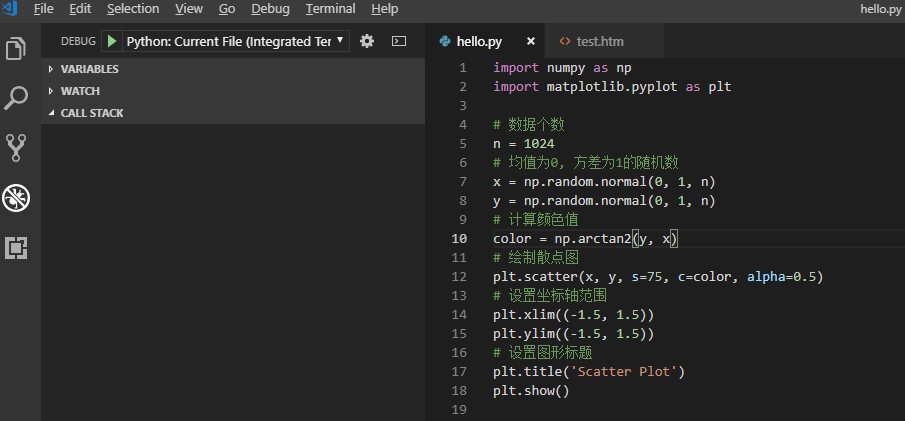 File Edit Selection View Go Debug Terminal Help hello.py
DEBUG Python: Current File (Integrated Ter
VARIABLES
WATCH
CALL STACK
hello.py × <> test.htm
1 import numpy as np
2 import matplotlib.pyplot as plt
3
4 # 数据个数
5 n = 1024
6 # 均值为0, 方差为1的随机数
7 x = np.random.normal(0, 1, n)
8 y = np.random.normal(0, 1, n)
9 # 计算颜色值
10 color = np.arctan2(y, x)
11 # 绘制散点图
12 plt.scatter(x, y, s=75, c=color, alpha=0.5)
13 # 设置坐标轴范围
14 plt.xlim((-1.5, 1.5))
15 plt.ylim((-1.5, 1.5))
16 # 设置图形标题
17 plt.title('Scatter Plot')
18 plt.show()
19